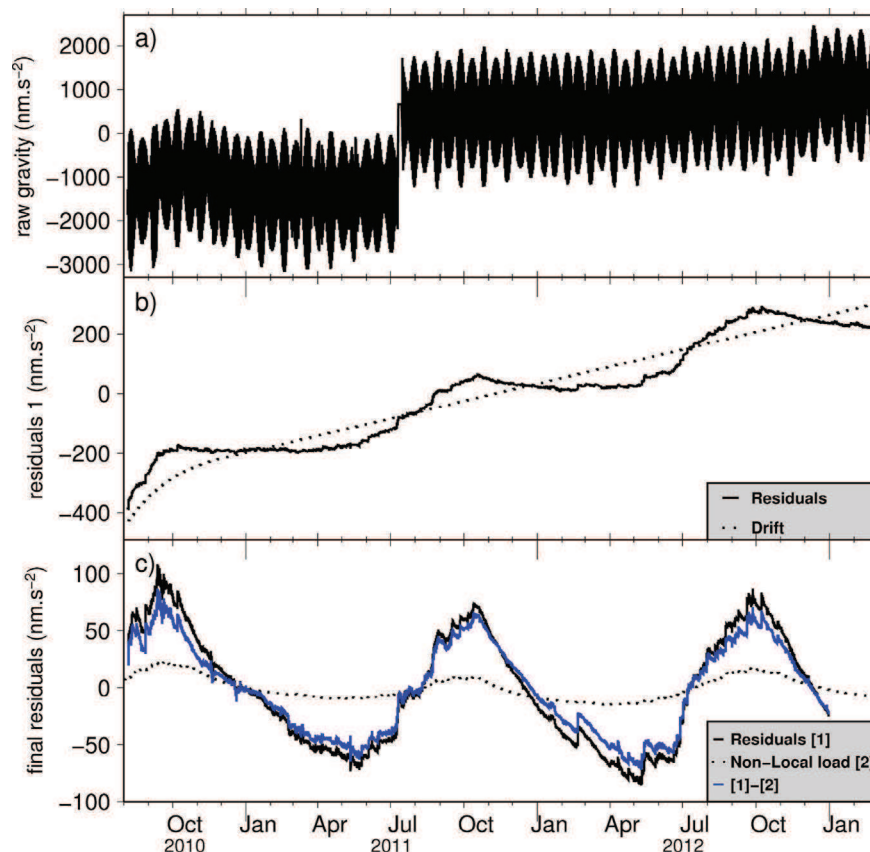 a)
raw gravity (nm.s⁻²)
2000
1000
0
−1000
−2000
−3000
b)
residuals 1 (nm.s⁻²)
200
0
−200
−400
Residuals
Drift
c)
final residuals (nm.s⁻²)
100
50
0
−50
−100
Residuals [1]
Non−Local load [2]
[1]−[2]
Oct Jan Apr Jul Oct Jan Apr Jul Oct Jan
2010 2011 2012